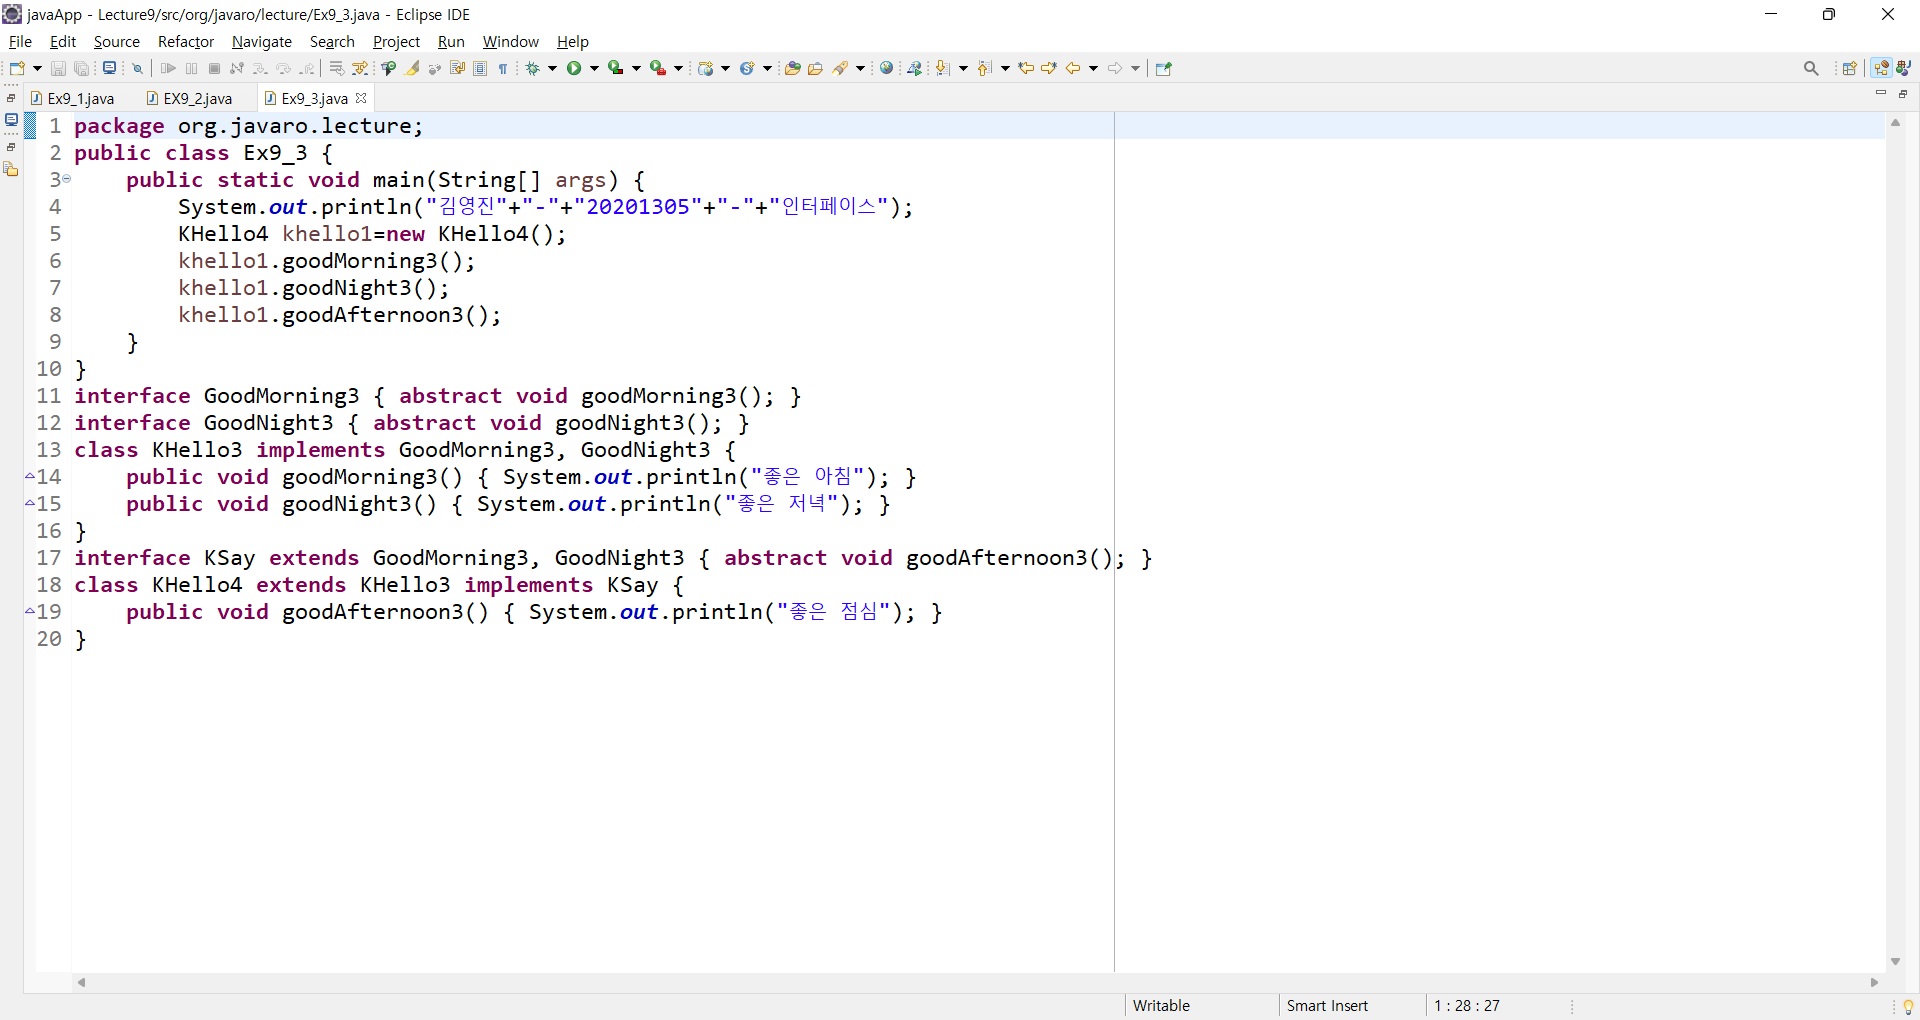 javaApp - Lecture9/src/org/javaro/lecture/Ex9_3.java - Eclipse IDE
File Edit Source Refactor Navigate Search Project Run Window Help
Ex9_1.java EX9_2.java Ex9_3.java
1 package org.javaro.lecture;
2 public class Ex9_3 {
3 public static void main(String[] args) {
4 System.out.println("김영진"+"-"+"20201305"+"-"+"인터페이스");
5 KHello4 khello1=new KHello4();
6 khello1.goodMorning3();
7 khello1.goodNight3();
8 khello1.goodAfternoon3();
9 }
10 }
11 interface GoodMorning3 { abstract void goodMorning3(); }
12 interface GoodNight3 { abstract void goodNight3(); }
13 class KHello3 implements GoodMorning3, GoodNight3 {
14 public void goodMorning3() { System.out.println("좋은 아침"); }
15 public void goodNight3() { System.out.println("좋은 저녁"); }
16 }
17 interface KSay extends GoodMorning3, GoodNight3 { abstract void goodAfternoon3(); }
18 class KHello4 extends KHello3 implements KSay {
19 public void goodAfternoon3() { System.out.println("좋은 점심"); }
20 }
Writable Smart Insert 1 : 28 : 27